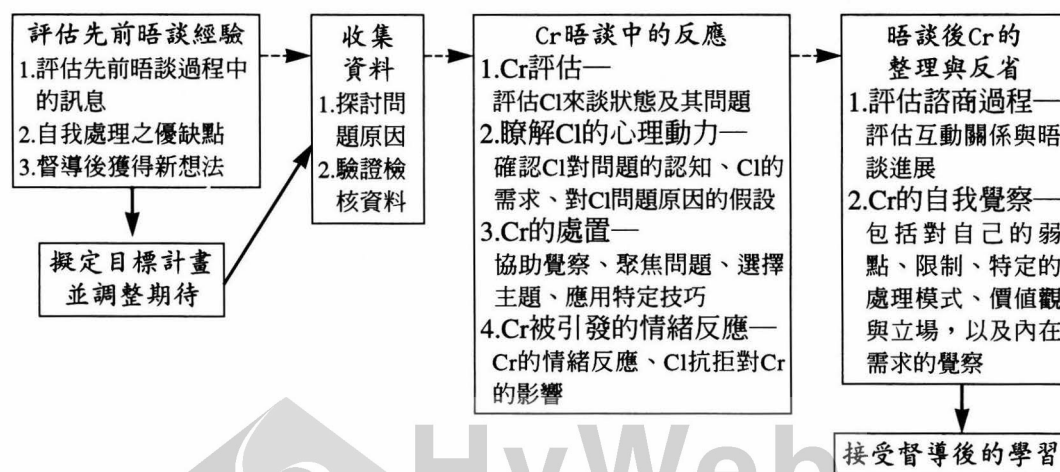 評估先前晤談經驗
1.評估先前晤談過程中
的訊息
2.自我處理之優缺點
3.督導後獲得新想法
擬定目標計畫
並調整期待
收集
資料
1.探討問
題原因
2.驗證檢
核資料
Cr晤談中的反應
1.Cr評估—
評估Cl來談狀態及其問題
2.瞭解Cl的心理動力—
確認Cl對問題的認知、Cl的
需求、對Cl問題原因的假設
3.Cr的處置—
協助覺察、聚焦問題、選擇
主題、應用特定技巧
4.Cr被引發的情緒反應—
Cr的情緒反應、Cl抗拒對Cr
的影響
晤談後Cr的
整理與反省
1.評估諮商過程—
評估互動關係與晤
談進展
2.Cr的自我覺察—
包括對自己的弱
點、限制、特定的
處理模式、價值觀
與立場，以及內在
需求的覺察
接受督導後的學習
HyWeb